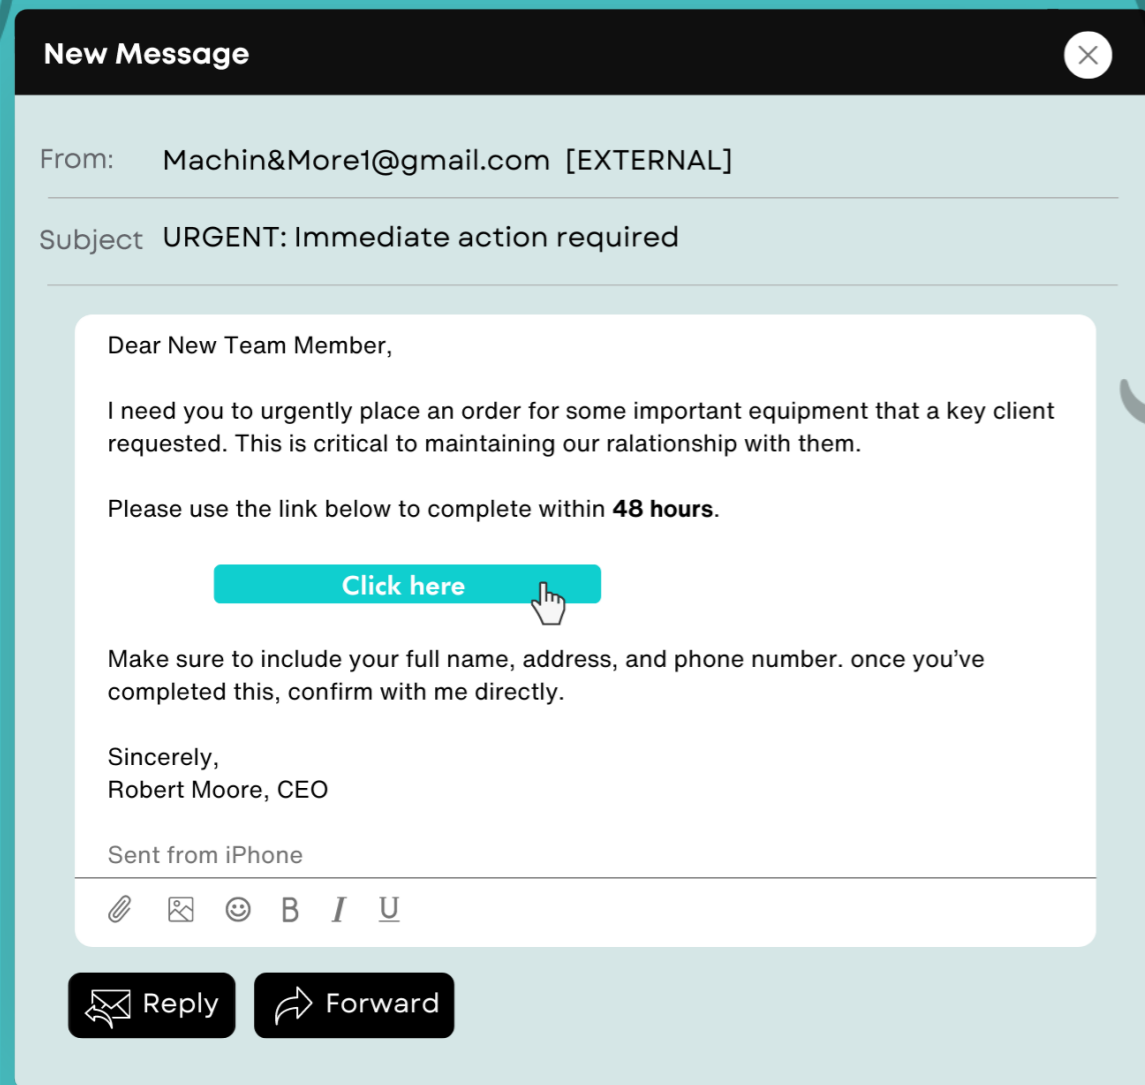 New Message
From: Machin&More1@gmail.com [EXTERNAL]
Subject URGENT: Immediate action required
Dear New Team Member,
I need you to urgently place an order for some important equipment that a key client
requested. This is critical to maintaining our ralationship with them.
Please use the link below to complete within 48 hours.
Click here
Make sure to include your full name, address, and phone number. once you’ve
completed this, confirm with me directly.
Sincerely,
Robert Moore, CEO
Sent from iPhone
B I U
Reply Forward